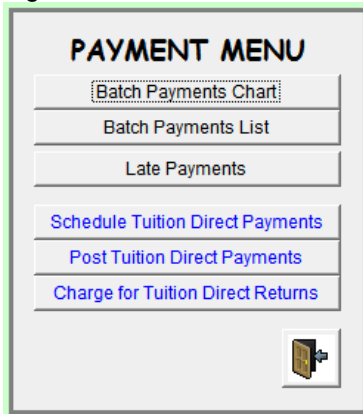 PAYMENT MENU
Batch Payments Chart
Batch Payments List
Late Payments
Schedule Tuition Direct Payments
Post Tuition Direct Payments
Charge for Tuition Direct Returns